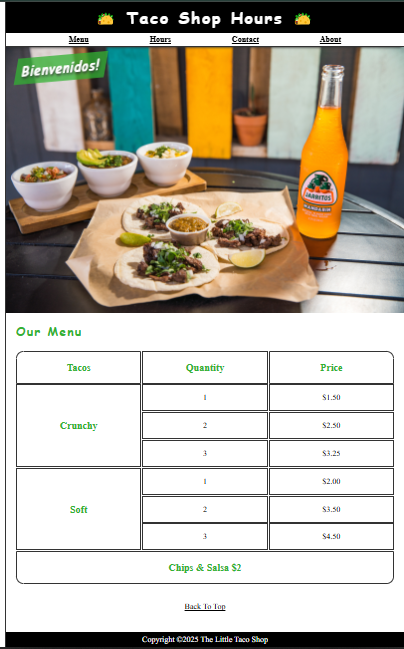 🌮 Taco Shop Hours 🌮
Menu Hours Contact About
Bienvenidos!
JARRITOS
MANDARIN
Our Menu
Tacos Quantity Price
Crunchy
1 $1.50
2 $2.50
3 $3.25
Soft
1 $2.00
2 $3.50
3 $4.50
Chips & Salsa $2
Back To Top
Copyright ©2025 The Little Taco Shop